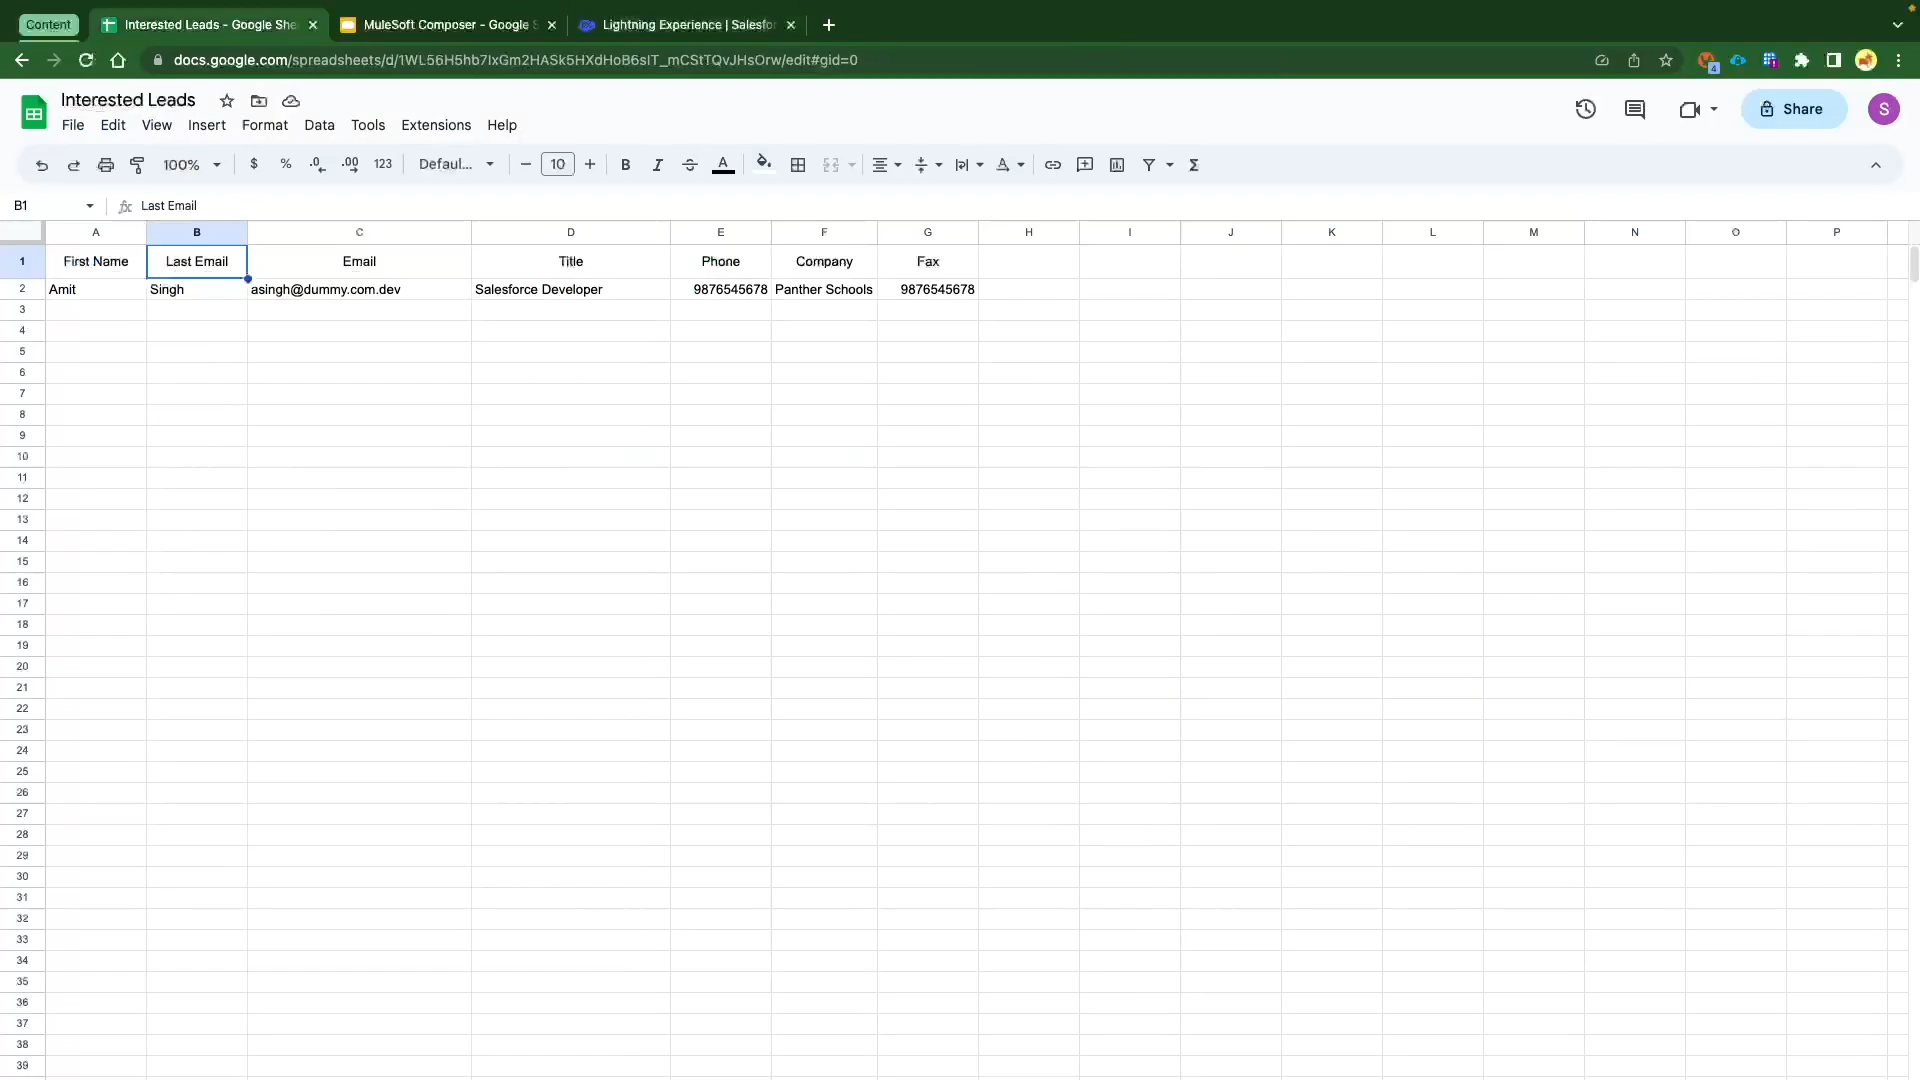 Content
Interested Leads - Google She
MuleSoft Composer - Google S
Lightning Experience | Salesfor
docs.google.com/spreadsheets/d/1WL56H5hb7lxGm2HASk5HXdHoB6sIT_mCStTQvJHsOrw/edit#gid=0
4
Interested Leads
File Edit View Insert Format Data Tools Extensions Help
Share
S
100% $ % .0 .00 123 Defaul... 10 B I A
B1 fx Last Email
A B C D E F G H I J K L M N O P
1 First Name Last Email Email Title Phone Company Fax
2 Amit Singh asingh@dummy.com.dev Salesforce Developer 9876545678 Panther Schools 9876545678
3
4
5
6
7
8
9
10
11
12
13
14
15
16
17
18
19
20
21
22
23
24
25
26
27
28
29
30
31
32
33
34
35
36
37
38
39